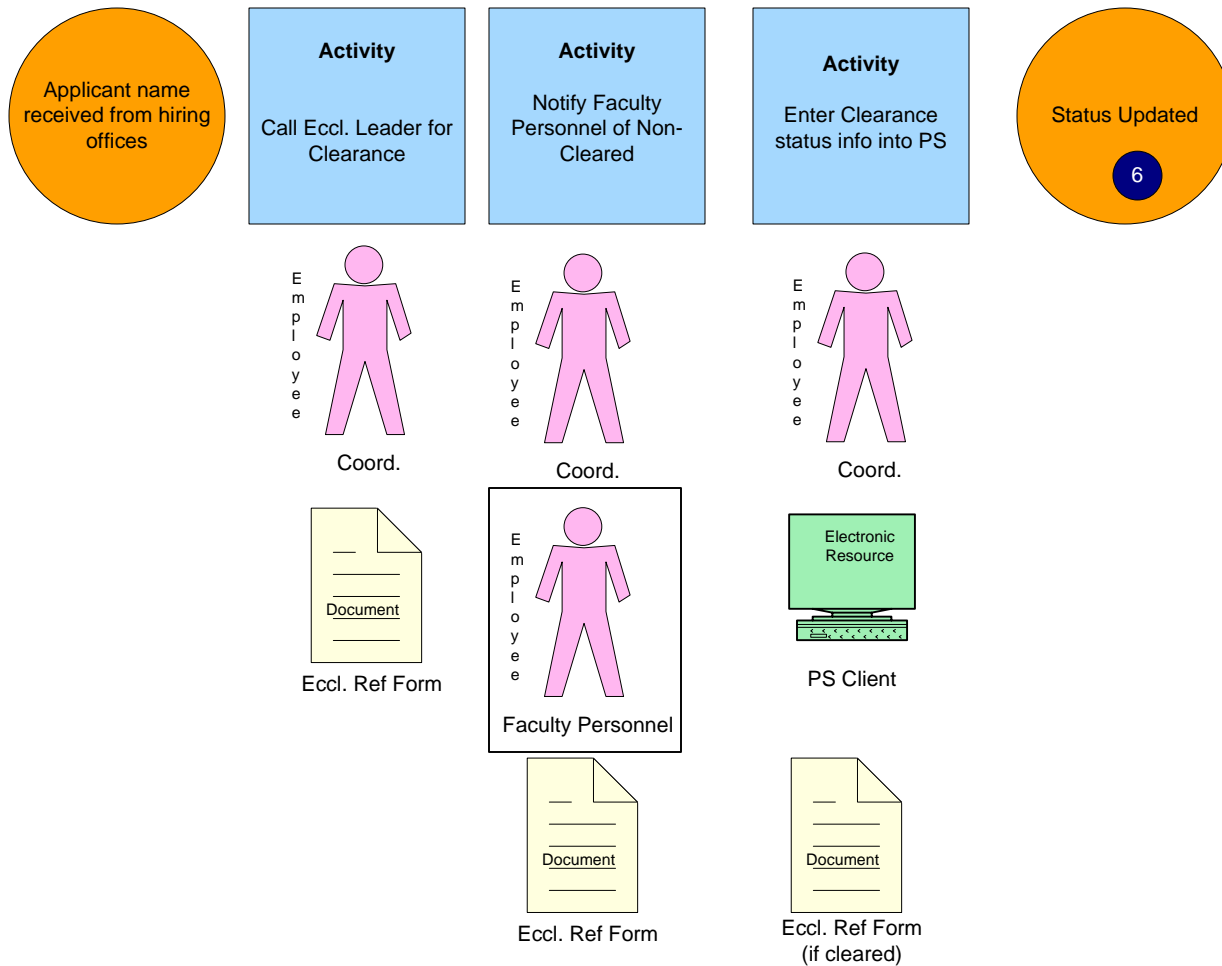 Applicant name
received from hiring
offices
Activity
Call Eccl. Leader for
Clearance
Activity
Notify Faculty
Personnel of Non-
Cleared
Activity
Enter Clearance
status info into PS
Status Updated
6
Employee
Coord.
Employee
Coord.
Employee
Coord.
Document
Eccl. Ref Form
Employee
Faculty Personnel
Electronic
Resource
PS Client
Document
Eccl. Ref Form
Document
Eccl. Ref Form
(if cleared)